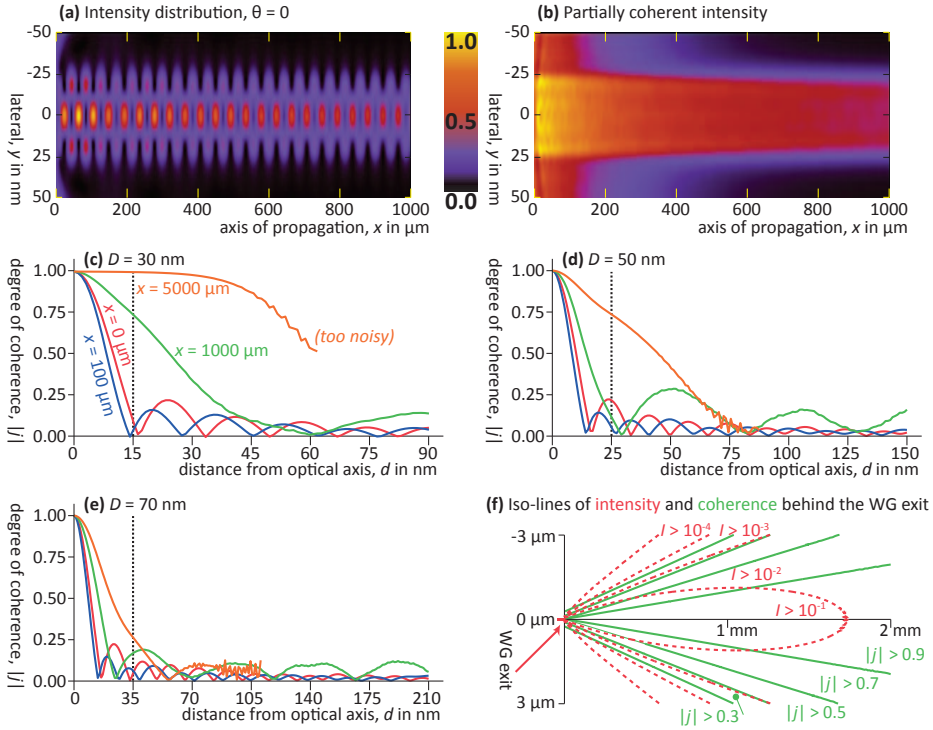 (a) Intensity distribution, θ = 0
(b) Partially coherent intensity
-50
-25
0
25
50
lateral, y in nm
0
200
400
600
800
1000
axis of propagation, x in μm
1.0
0.5
0.0
-50
-25
0
25
50
lateral, y in nm
0
200
400
600
800
1000
axis of propagation, x in μm
(c) D = 30 nm
1.00
0.75
0.50
0.25
0.00
degree of coherence, |j|
x = 5000 μm
x = 0 μm
x = 100 μm
x = 1000 μm
(too noisy)
0
15
30
45
60
75
90
distance from optical axis, d in nm
(d) D = 50 nm
1.00
0.75
0.50
0.25
0.00
degree of coherence, |j|
0
25
50
75
100
125
150
distance from optical axis, d in nm
(e) D = 70 nm
1.00
0.75
0.50
0.25
0.00
degree of coherence, |j|
0
35
70
105
140
175
210
distance from optical axis, d in nm
(f) Iso-lines of intensity and coherence behind the WG exit
-3 μm
0 μm
3 μm
WG exit
I > 10⁻⁴
I > 10⁻³
I > 10⁻²
I > 10⁻¹
1 mm
2 mm
|j| > 0.9
|j| > 0.7
|j| > 0.5
|j| > 0.3